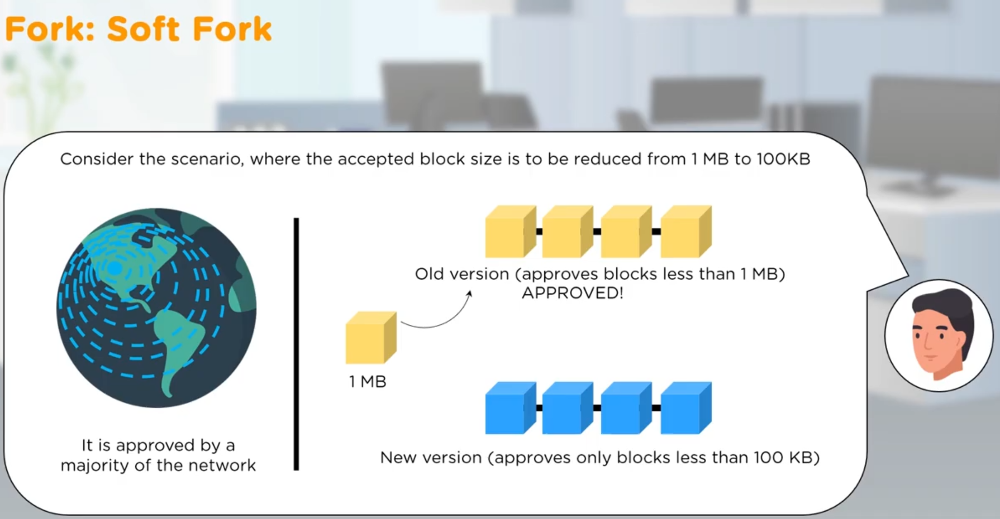 Fork: Soft Fork
Consider the scenario, where the accepted block size is to be reduced from 1 MB to 100KB
Old version (approves blocks less than 1 MB)
APPROVED!
1 MB
It is approved by a
majority of the network
New version (approves only blocks less than 100 KB)